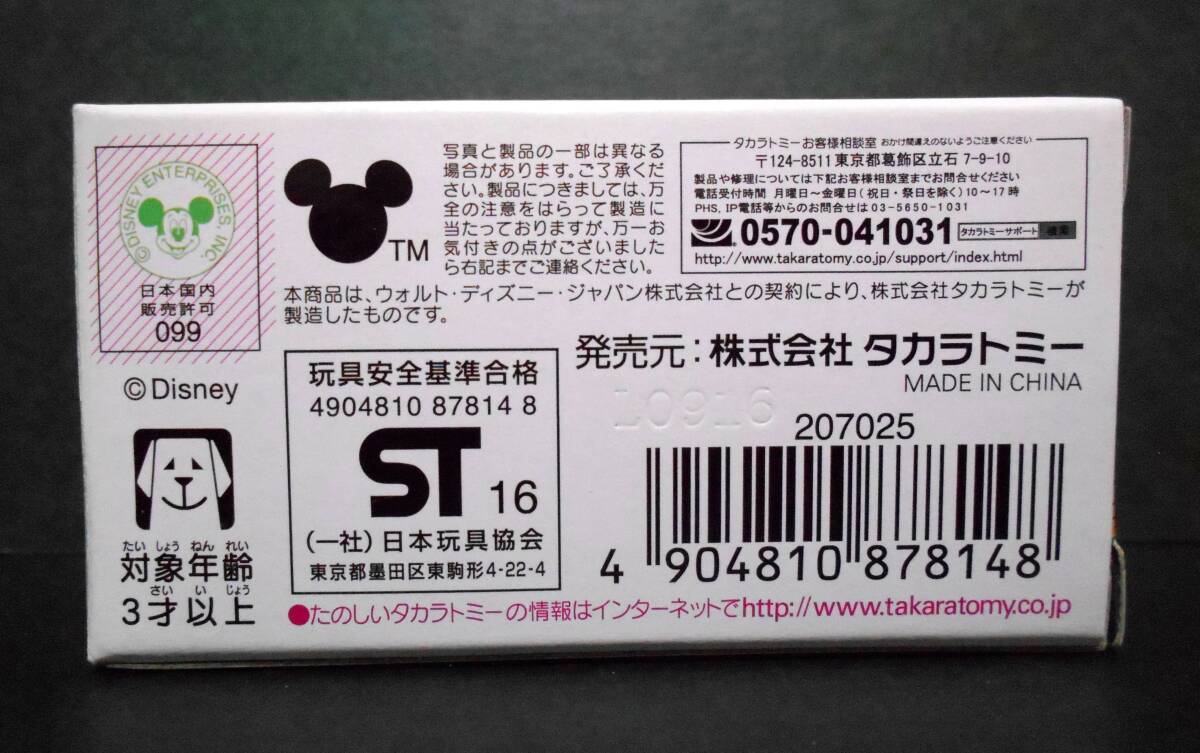 ©DISNEY ENTERPRISES, INC.
日本国内
販売許可
099
©Disney
TM
写真と製品の一部は異なる
場合があります。ご了承くださ
い。製品につきましては、万
全の注意をはらって製造に
当たっておりますが、万一お
気付きの点がございました
ら右記までご連絡ください。
タカラトミーお客様相談室 おかけ間違えのないようご注意ください
〒124-8511 東京都葛飾区立石 7-9-10
製品や修理については下記お客様相談室までお問合せください
電話受付時間 月曜日〜金曜日(祝日・祭日を除く)10〜17時
PHS、IP電話等からのお問合せは 03-5650-1031
0570-041031 タカラトミーサポート 検索
http://www.takaratomy.co.jp/support/index.html
本商品は、ウォルト・ディズニー・ジャパン株式会社との契約により、株式会社タカラトミーが
製造したものです。
発売元：株式会社 タカラトミー
MADE IN CHINA
玩具安全基準合格
4904810 87814 8
ST 16
(一社) 日本玩具協会
東京都墨田区東駒形4-22-4
たい しょう ねん れい
対象年齢
さい い じょう
3才以上
L0916
207025
4 904810 878148
●たのしいタカラトミーの情報はインターネットでhttp://www.takaratomy.co.jp